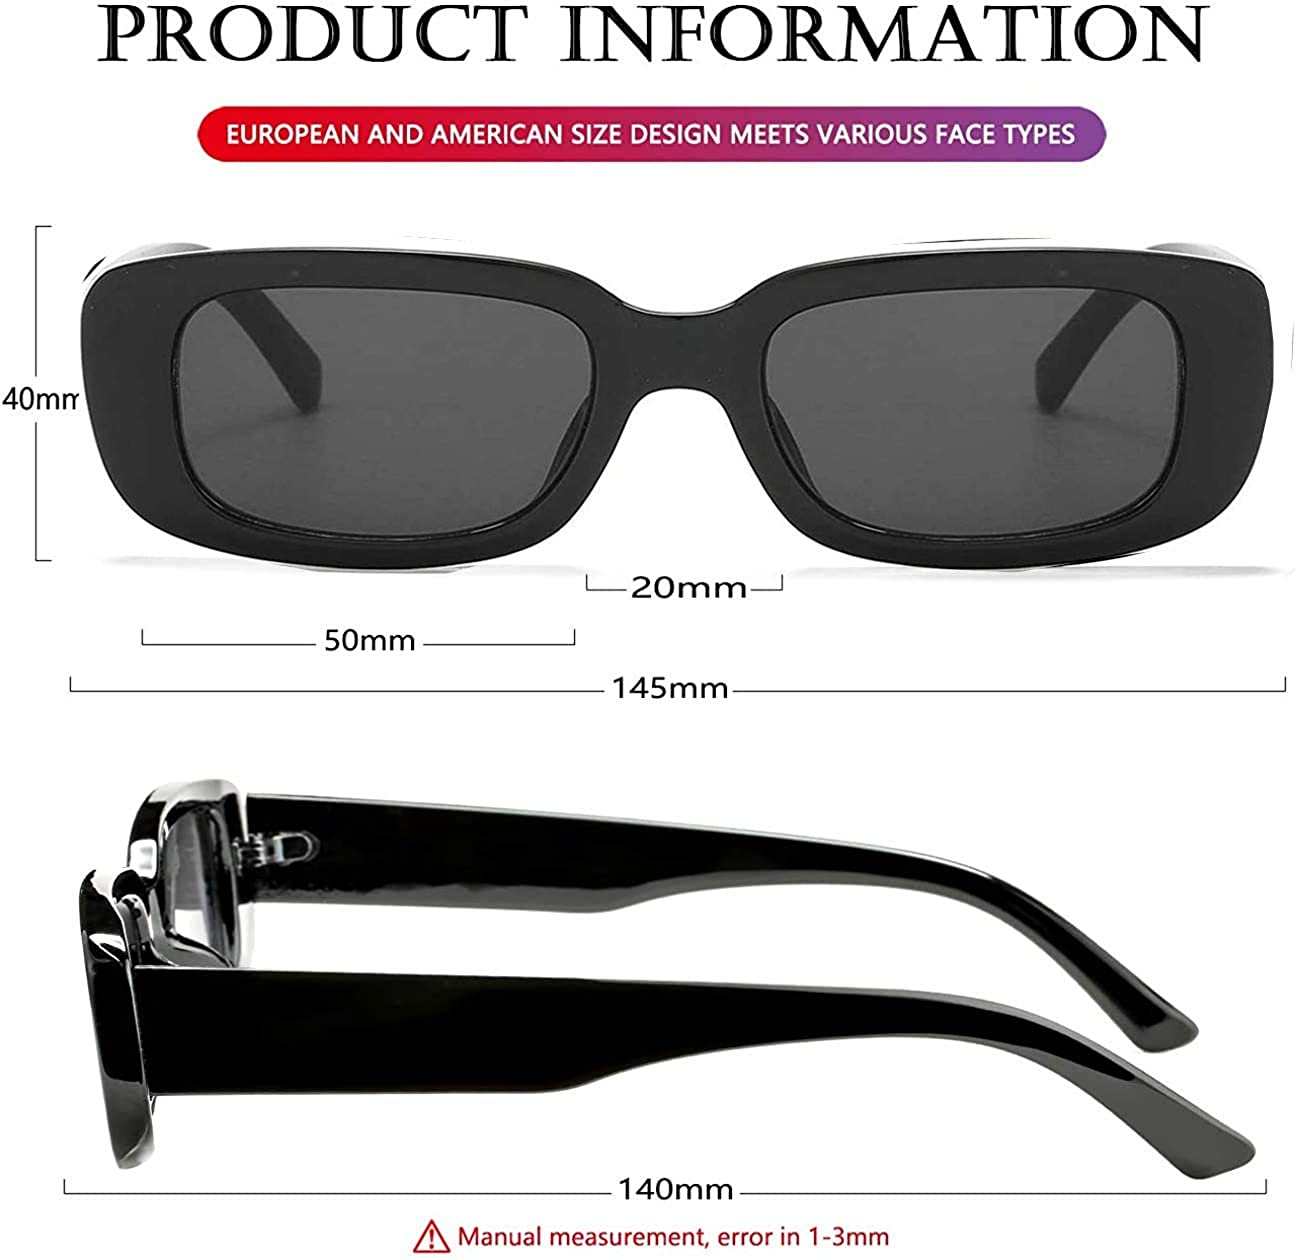 PRODUCT INFORMATION
EUROPEAN AND AMERICAN SIZE DESIGN MEETS VARIOUS FACE TYPES
40mm
20mm
50mm
145mm
140mm
Manual measurement, error in 1-3mm